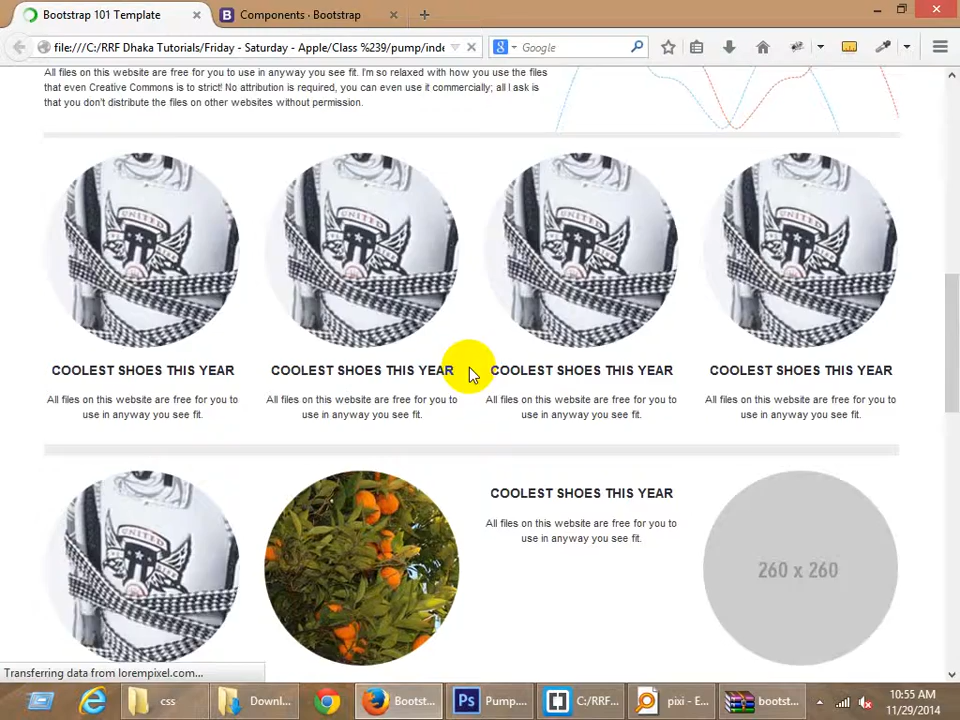 Bootstrap 101 Template
Components · Bootstrap
file:///C:/RRF Dhaka Tutorials/Friday - Saturday - Apple/Class %239/pump/inde
Google
All files on this website are free for you to use in anyway you see fit. I'm so relaxed with how you use the files
that even Creative Commons is to strict! No attribution is required, you can even use it commercially; all I ask is
that you don't distribute the files on other websites without permission.
UNITED UNITED UNITED UNITED
COOLEST SHOES THIS YEAR COOLEST SHOES THIS YEAR COOLEST SHOES THIS YEAR COOLEST SHOES THIS YEAR
All files on this website are free for you to All files on this website are free for you to All files on this website are free for you to All files on this website are free for you to
use in anyway you see fit. use in anyway you see fit. use in anyway you see fit. use in anyway you see fit.
COOLEST SHOES THIS YEAR
All files on this website are free for you to
use in anyway you see fit.
UNITED
260 x 260
Transferring data from lorempixel.com...
css
Downl...
Bootst...
Ps Pump....
C:/RRF...
pixi - E...
bootst...
10:55 AM
11/29/2014